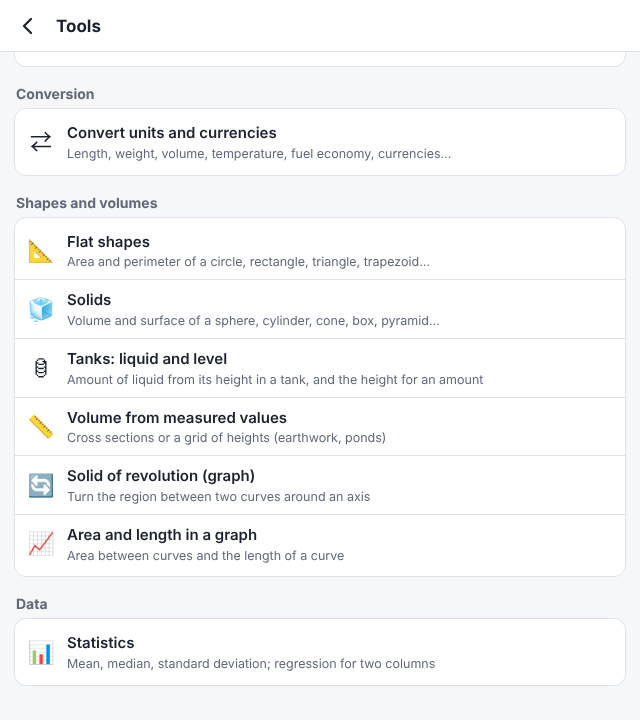 Tools
Conversion
Convert units and currencies
Length, weight, volume, temperature, fuel economy, currencies...
Shapes and volumes
Flat shapes
Area and perimeter of a circle, rectangle, triangle, trapezoid...
Solids
Volume and surface of a sphere, cylinder, cone, box, pyramid...
Tanks: liquid and level
Amount of liquid from its height in a tank, and the height for an amount
Volume from measured values
Cross sections or a grid of heights (earthwork, ponds)
Solid of revolution (graph)
Turn the region between two curves around an axis
Area and length in a graph
Area between curves and the length of a curve
Data
Statistics
Mean, median, standard deviation; regression for two columns